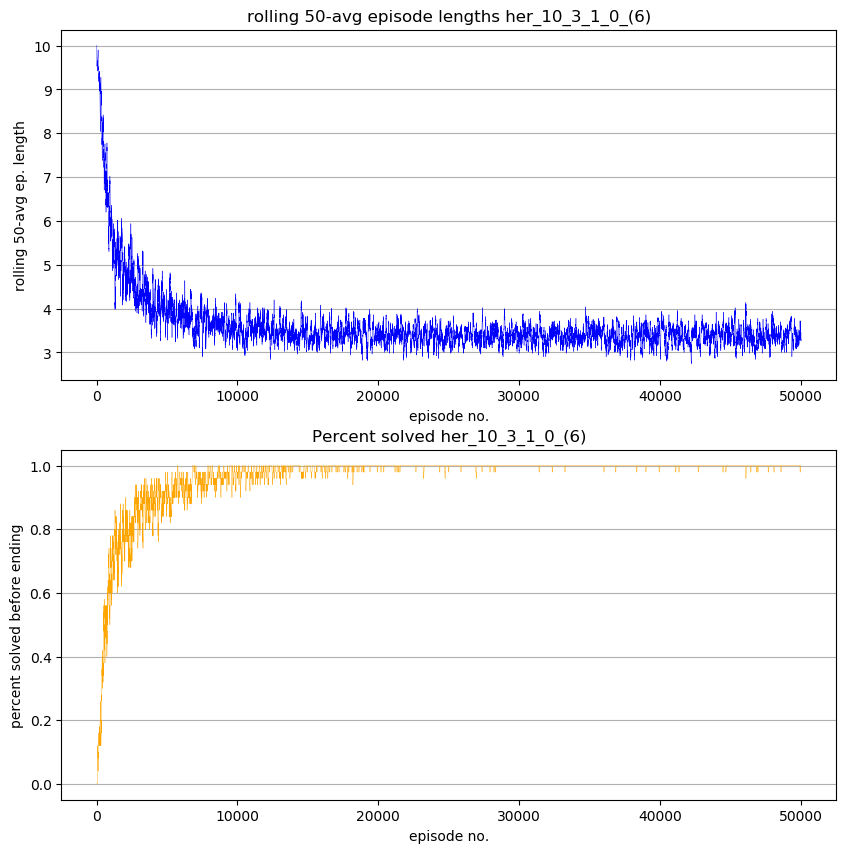 rolling 50-avg episode lengths her_10_3_1_0_(6)
10
9
8
7
6
5
4
3
rolling 50-avg ep. length
0 10000 20000 30000 40000 50000
episode no.
Percent solved her_10_3_1_0_(6)
1.0
0.8
0.6
0.4
0.2
0.0
percent solved before ending
0 10000 20000 30000 40000 50000
episode no.